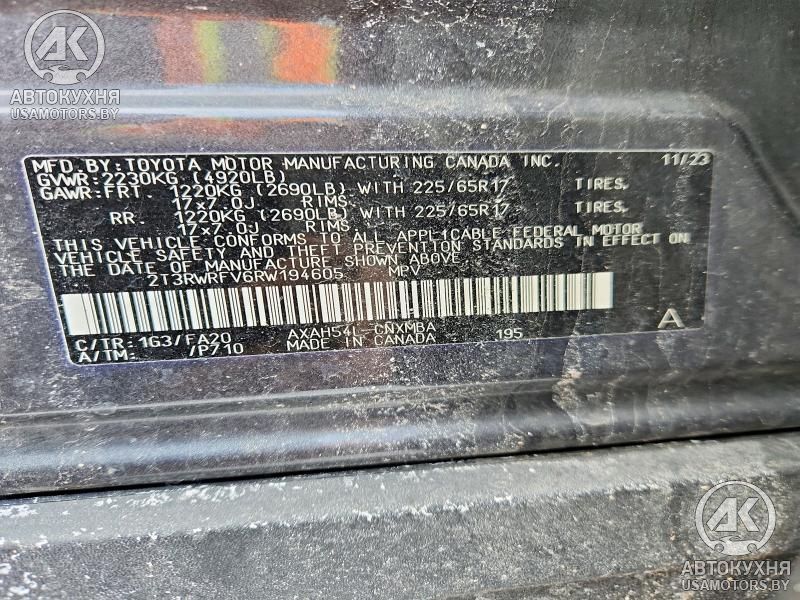 АК
АВТОКУХНЯ
USAMOTORS.BY
MFD.BY:TOYOTA MOTOR MANUFACTURING CANADA INC. 11/23
GVWR:2230KG (4920LB)
GAWR:FRT. 1220KG (2690LB) WITH 225/65R17 TIRES,
17x7.0J RIMS,
RR. 1220KG (2690LB) WITH 225/65R17 TIRES,
17x7.0J RIMS,
THIS VEHICLE CONFORMS TO ALL APPLICABLE FEDERAL MOTOR
VEHICLE SAFETY AND THEFT PREVENTION STANDARDS IN EFFECT ON
THE DATE OF MANUFACTURE SHOWN ABOVE.
2T3RWRFV6RW194605 MPV
C/TR:1G3/FA20 AXAH54L-CNXMBA 195 A
A/TM: /P710 MADE IN CANADA
АК
АВТОКУХНЯ
USAMOTORS.BY